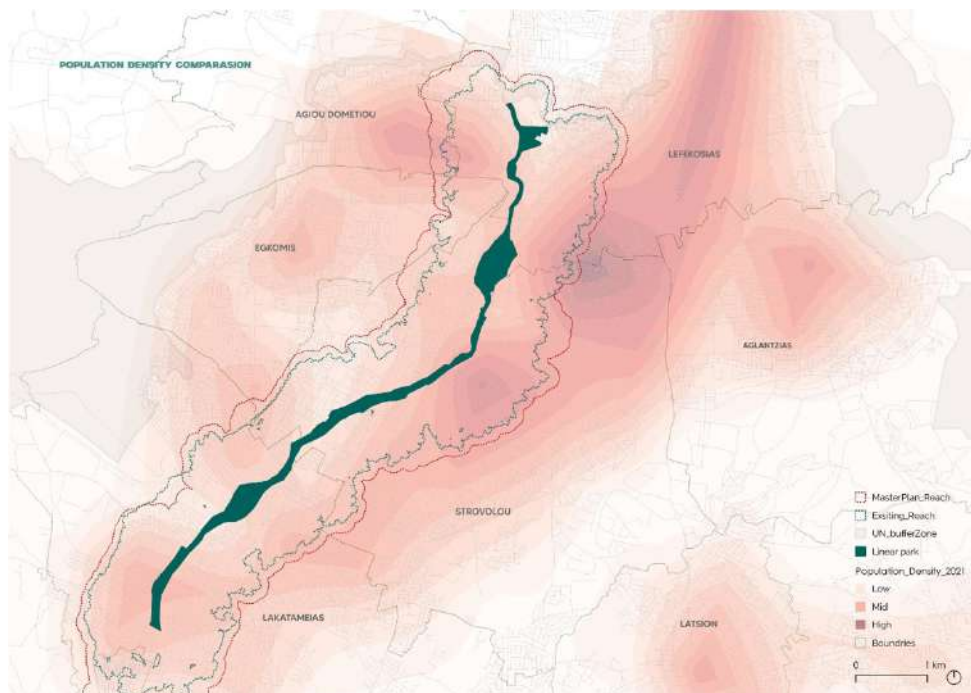 POPULATION DENSITY COMPARASION
AGIOU DOMETIOU
LEFEKOSIAS
EGKOMIS
AGLANTZIAS
STROVOLOU
LAKATAMEIAS
LATSION
MasterPlan_Reach
Exsiting_Reach
UN_bufferZone
Linear park
Population_Density_2021
Low
Mid
High
Boundries
0 1 km